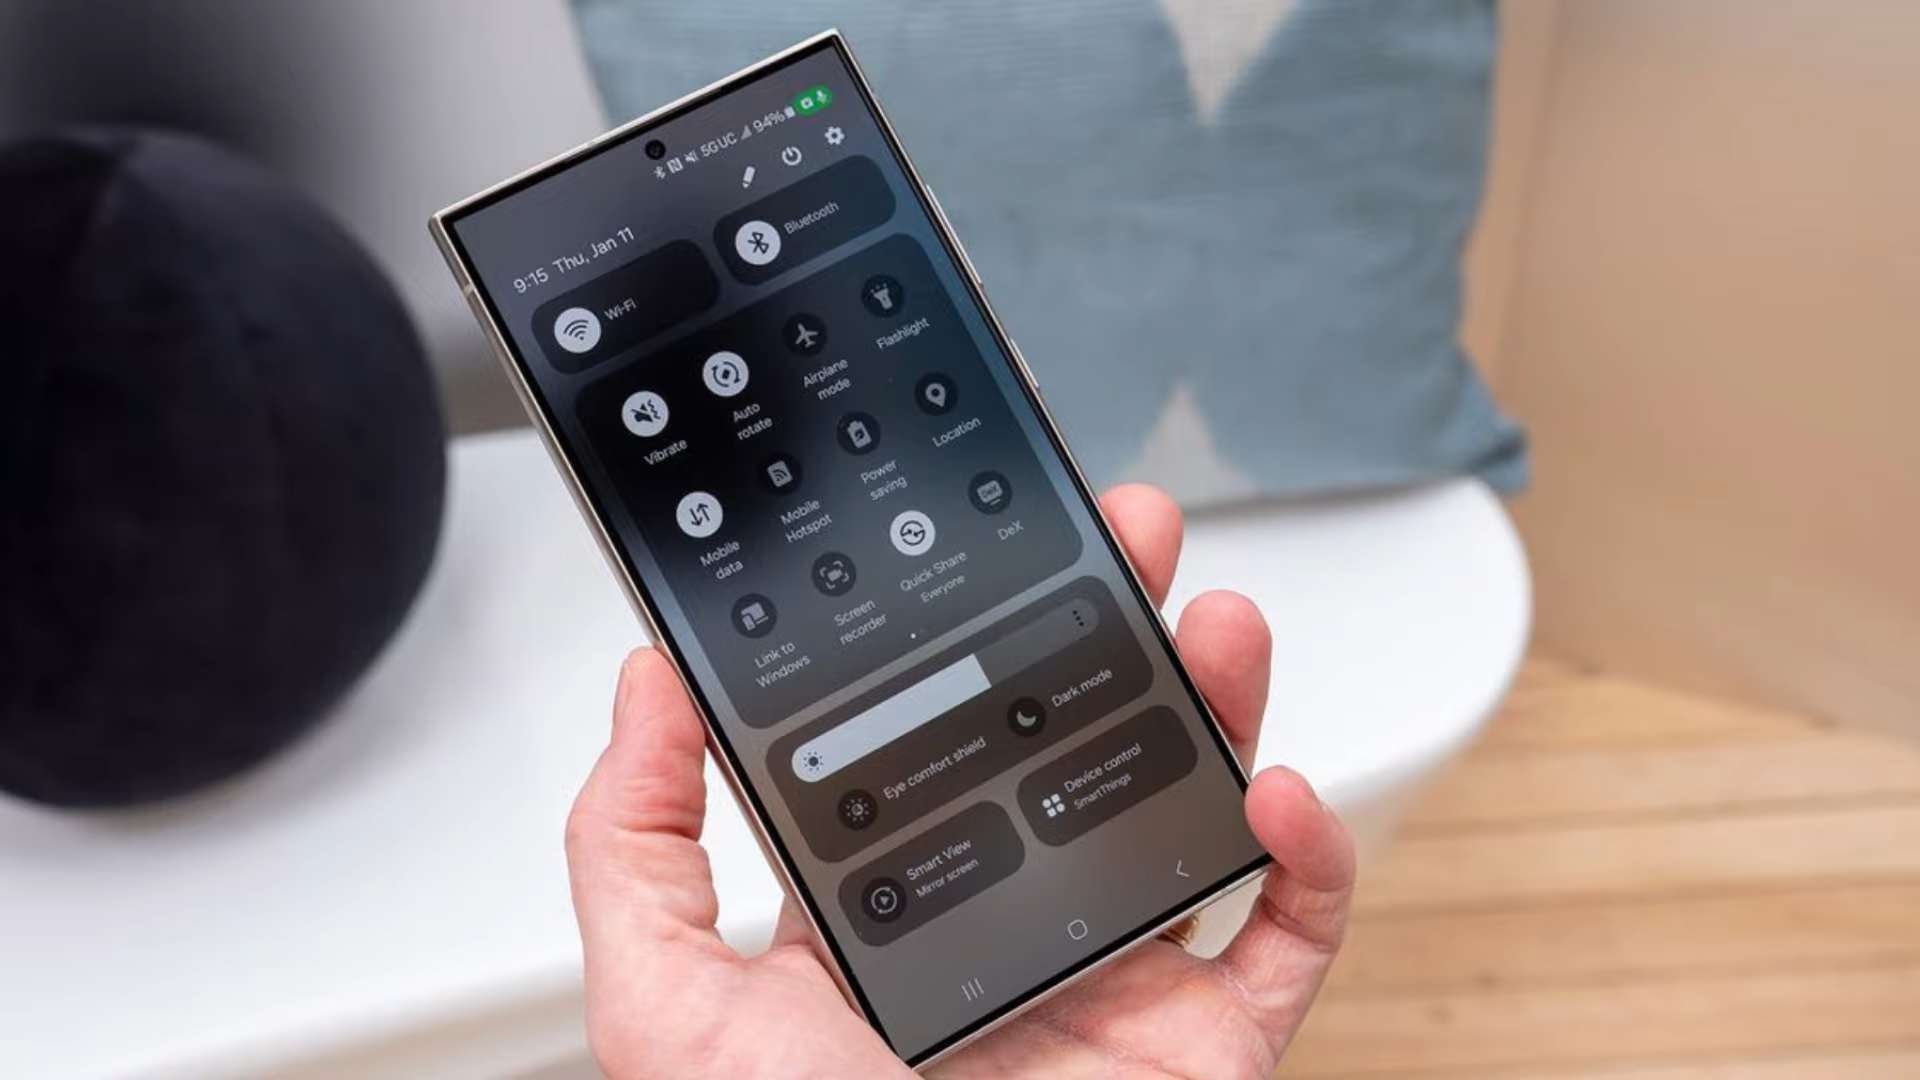 5G UC 94%
9:15 Thu, Jan 11
Wi-Fi
Bluetooth
Vibrate
Auto
rotate
Airplane
mode
Flashlight
Mobile
data
Mobile
Hotspot
Power
saving
Location
Link to
Windows
Screen
recorder
Quick Share
Everyone
DeX
Eye comfort shield
Dark mode
Smart View
Mirror screen
Device control
SmartThings